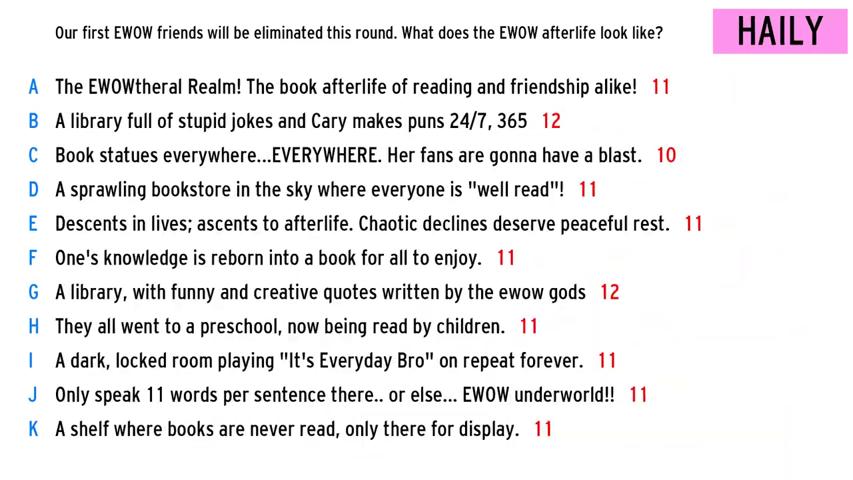 Our first EWOW friends will be eliminated this round. What does the EWOW afterlife look like?
HAILY
A The EWOWtheral Realm! The book afterlife of reading and friendship alike! 11
B A library full of stupid jokes and Cary makes puns 24/7, 365 12
C Book statues everywhere...EVERYWHERE. Her fans are gonna have a blast. 10
D A sprawling bookstore in the sky where everyone is "well read"! 11
E Descents in lives; ascents to afterlife. Chaotic declines deserve peaceful rest. 11
F One's knowledge is reborn into a book for all to enjoy. 11
G A library, with funny and creative quotes written by the ewow gods 12
H They all went to a preschool, now being read by children. 11
I A dark, locked room playing "It's Everyday Bro" on repeat forever. 11
J Only speak 11 words per sentence there.. or else... EWOW underworld!! 11
K A shelf where books are never read, only there for display. 11